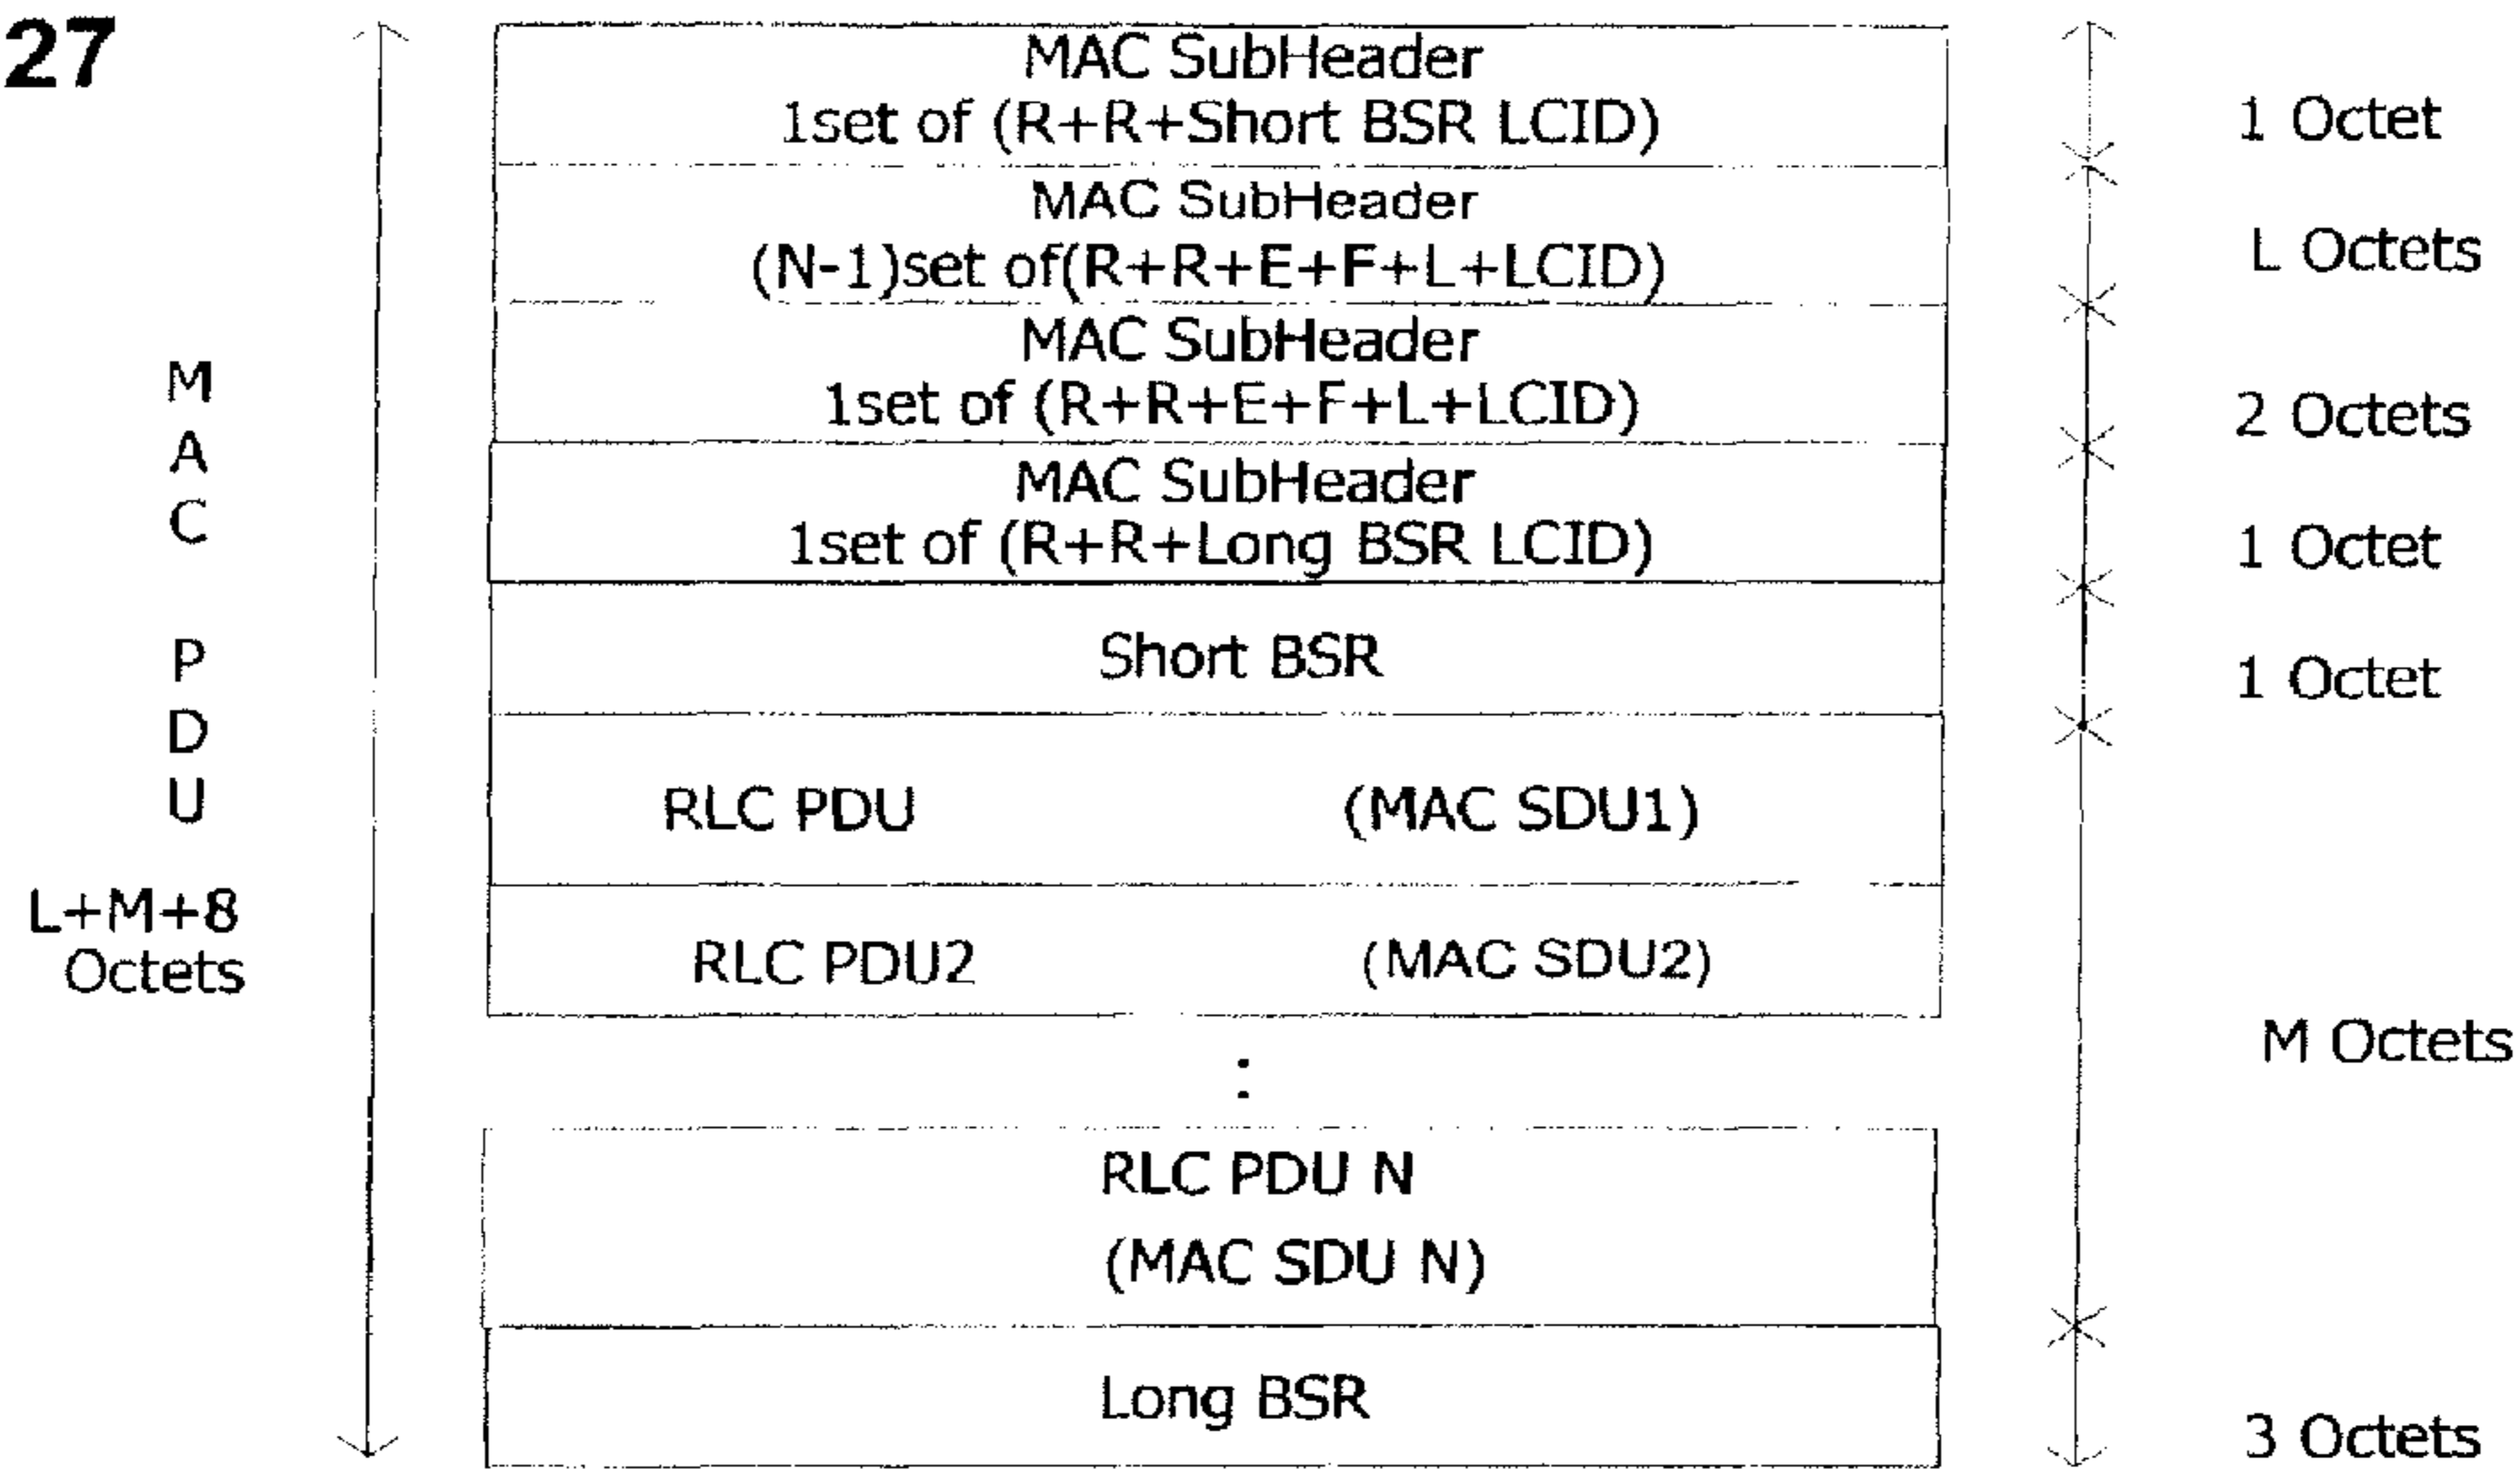 27
MAC SubHeader
1set of (R+R+Short BSR LCID)
1 Octet
MAC SubHeader
(N-1)set of(R+R+E+F+L+LCID)
L Octets
MAC SubHeader
1set of (R+R+E+F+L+LCID)
2 Octets
MAC SubHeader
1set of (R+R+Long BSR LCID)
1 Octet
Short BSR
1 Octet
M
A
C
P
D
U
L+M+8
Octets
RLC PDU (MAC SDU1)
RLC PDU2 (MAC SDU2)
:
M Octets
RLC PDU N
(MAC SDU N)
Long BSR
3 Octets